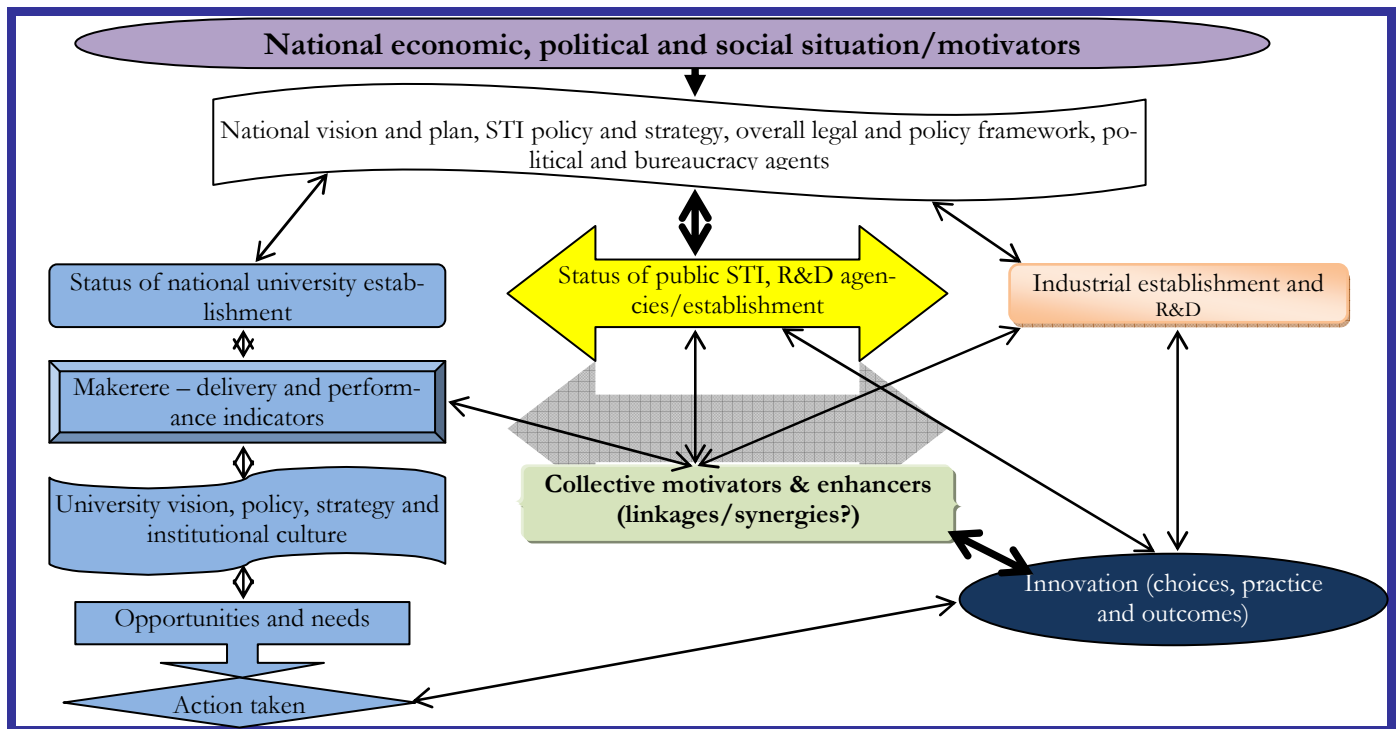 National economic, political and social situation/motivators
National vision and plan, STI policy and strategy, overall legal and policy framework, po-
litical and bureaucracy agents
Status of national university estab-
lishment
Status of public STI, R&D agen-
cies/establishment
Industrial establishment and
R&D
Makerere – delivery and perform-
ance indicators
Collective motivators & enhancers
(linkages/synergies?)
University vision, policy, strategy and
institutional culture
Innovation (choices, practice
and outcomes)
Opportunities and needs
Action taken